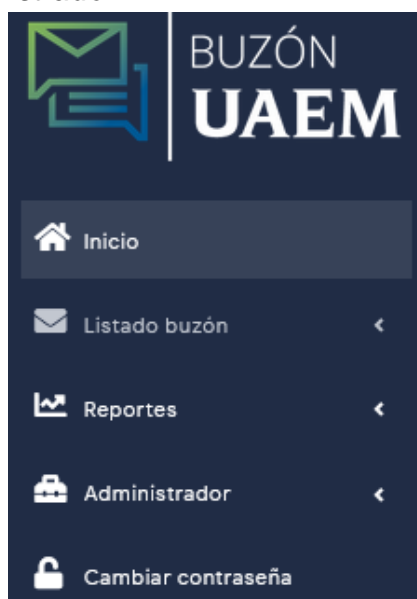 BUZÓN
UAEM
Inicio
Listado buzón
Reportes
Administrador
Cambiar contraseña